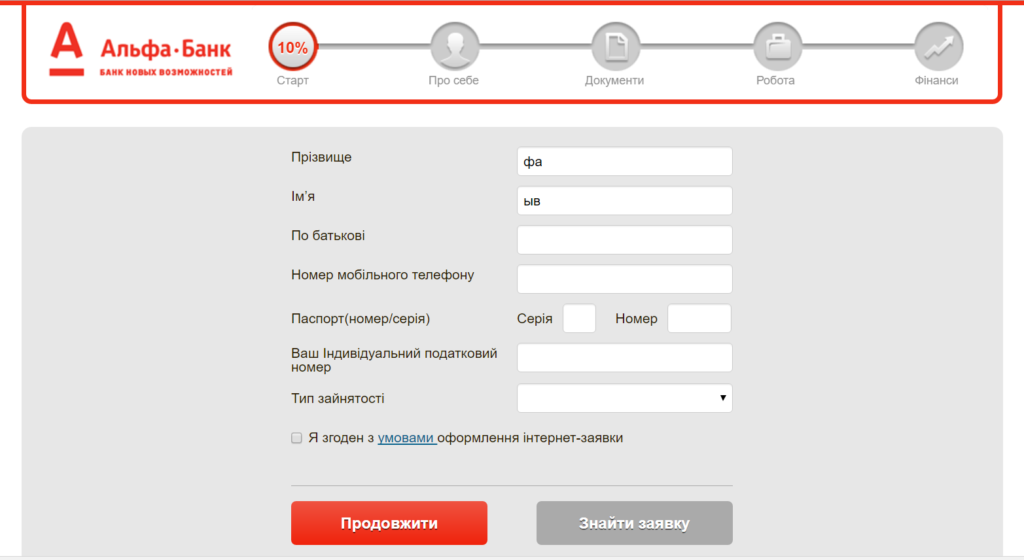 Альфа·Банк
БАНК НОВЫХ ВОЗМОЖНОСТЕЙ
10%
Старт
Про себе
Документи
Робота
Фінанси
Прізвище
фа
Ім’я
ыв
По батькові
Номер мобільного телефону
Паспорт(номер/серія) Серія Номер
Ваш Індивідуальний податковий
номер
Тип зайнятості
Я згоден з умовами оформлення інтернет-заявки
Продовжити
Знайти заявку